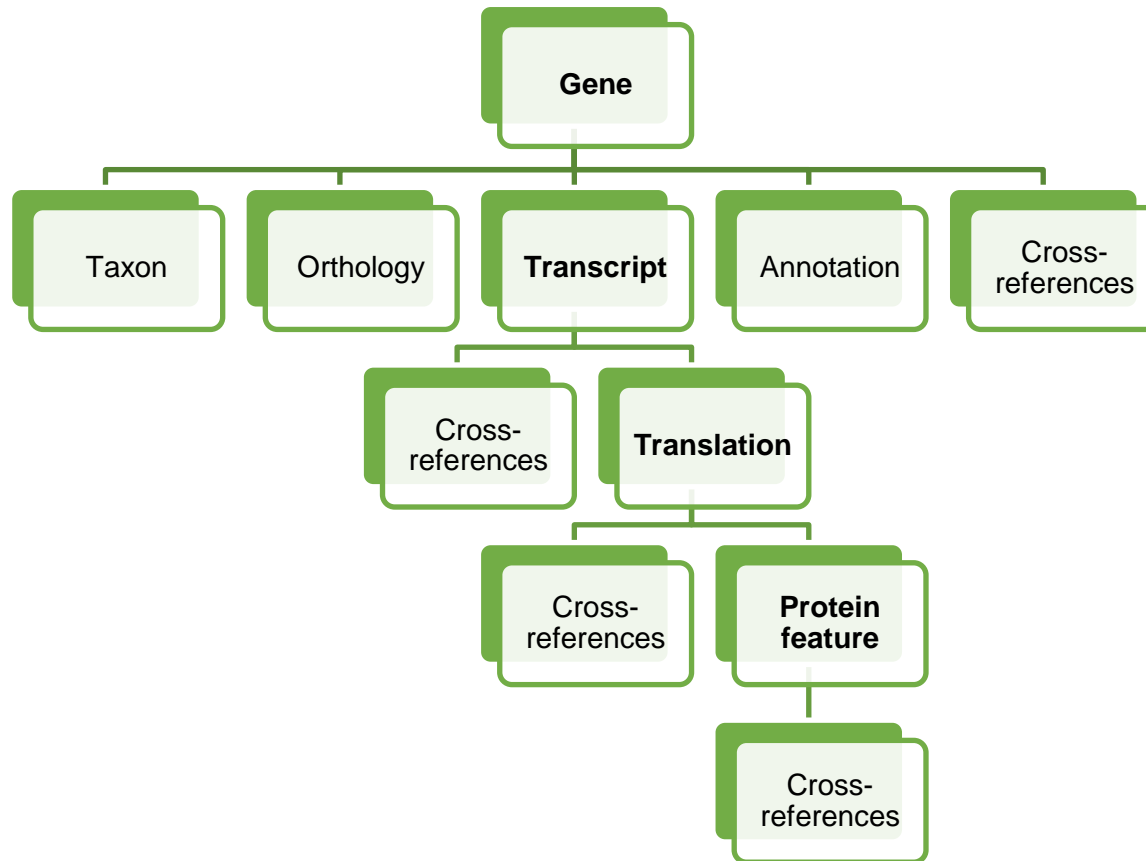 Gene
Taxon
Orthology
Transcript
Annotation
Cross-
references
Cross-
references
Translation
Cross-
references
Protein
feature
Cross-
references